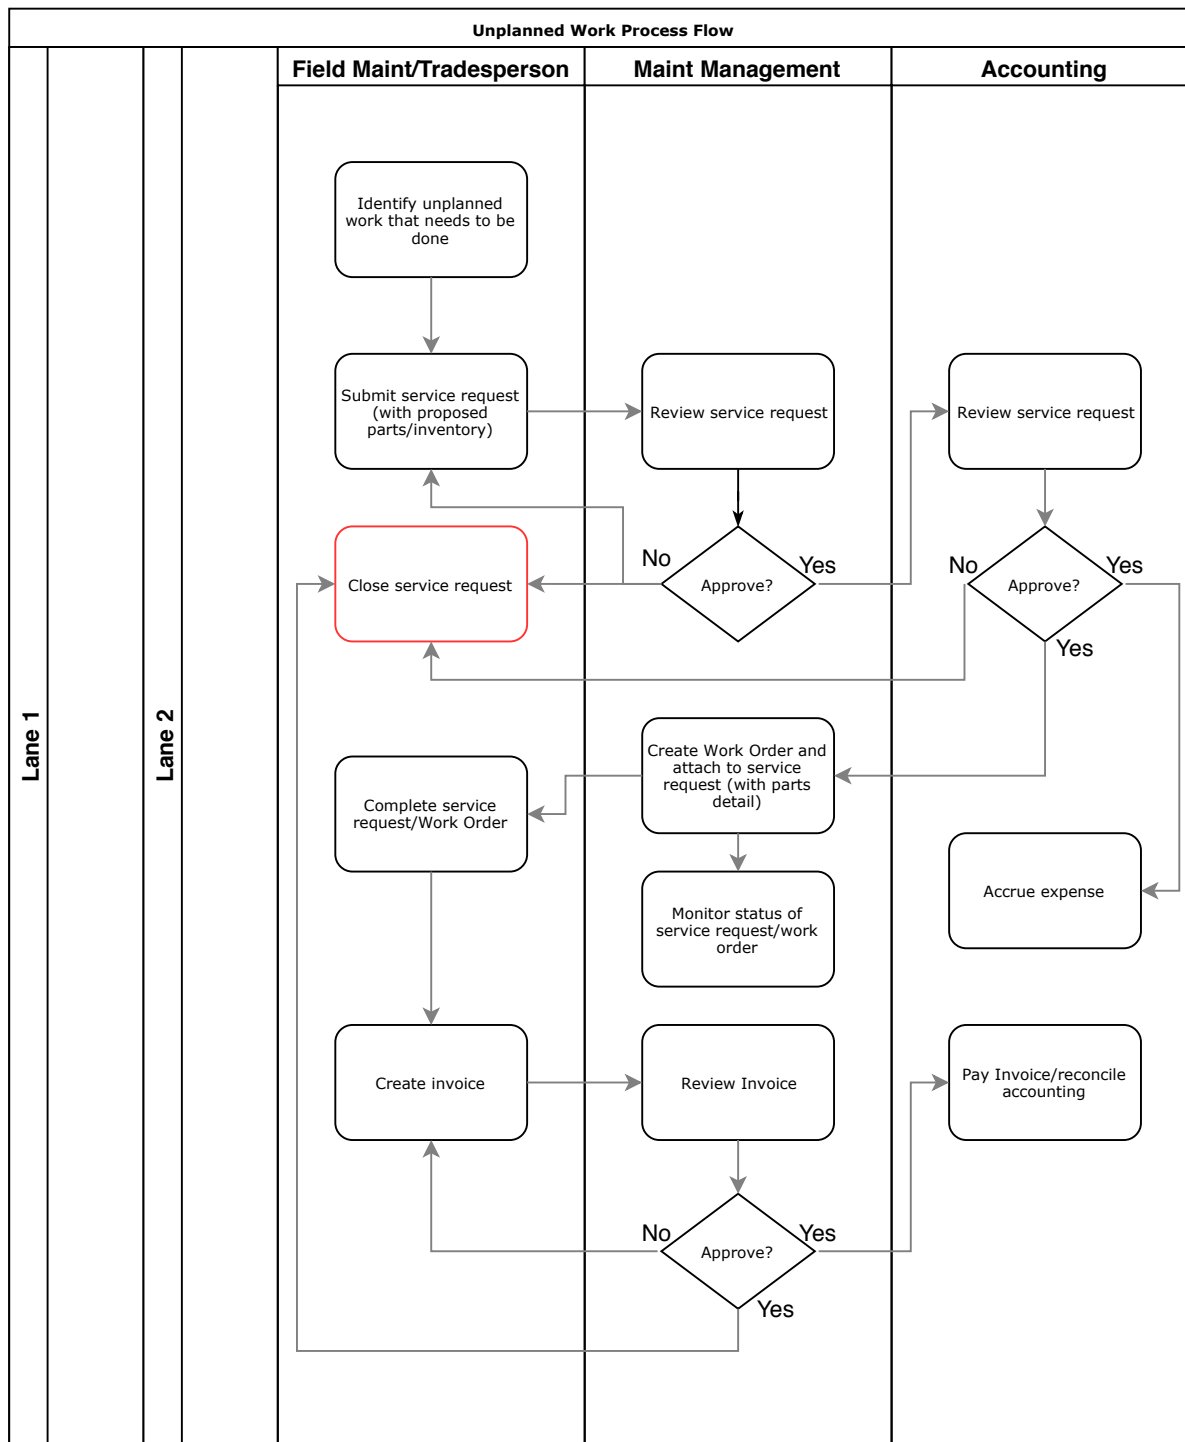 Unplanned Work Process Flow
Field Maint/Tradesperson
Maint Management
Accounting
Lane 1
Lane 2
Identify unplanned
work that needs to be
done
Submit service request
(with proposed
parts/inventory)
Review service request
Review service request
Close service request
No
Approve?
Yes
No
Approve?
Yes
Yes
Create Work Order and
attach to service
request (with parts
detail)
Complete service
request/Work Order
Monitor status of
service request/work
order
Accrue expense
Create invoice
Review Invoice
Pay Invoice/reconcile
accounting
No
Approve?
Yes
Yes